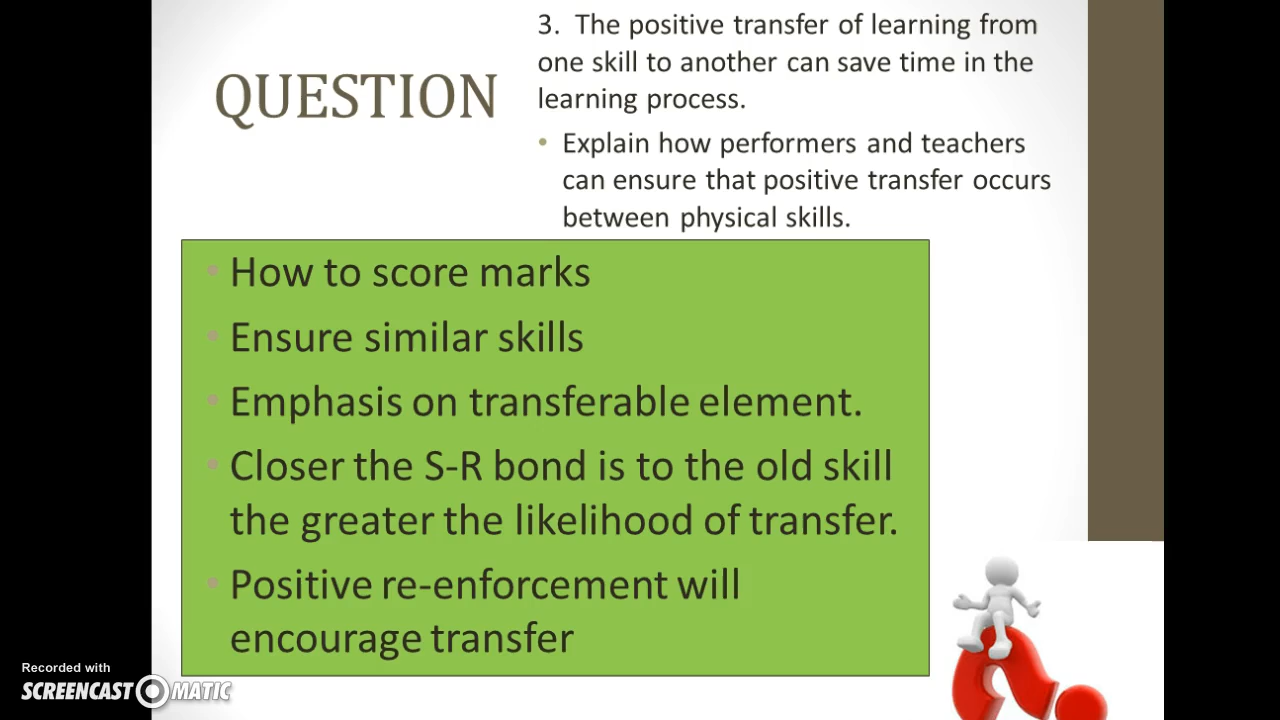 QUESTION
3. The positive transfer of learning from
one skill to another can save time in the
learning process.
• Explain how performers and teachers
can ensure that positive transfer occurs
between physical skills.
• How to score marks
• Ensure similar skills
• Emphasis on transferable element.
• Closer the S-R bond is to the old skill
the greater the likelihood of transfer.
• Positive re-enforcement will
encourage transfer
Recorded with
SCREENCAST MATIC